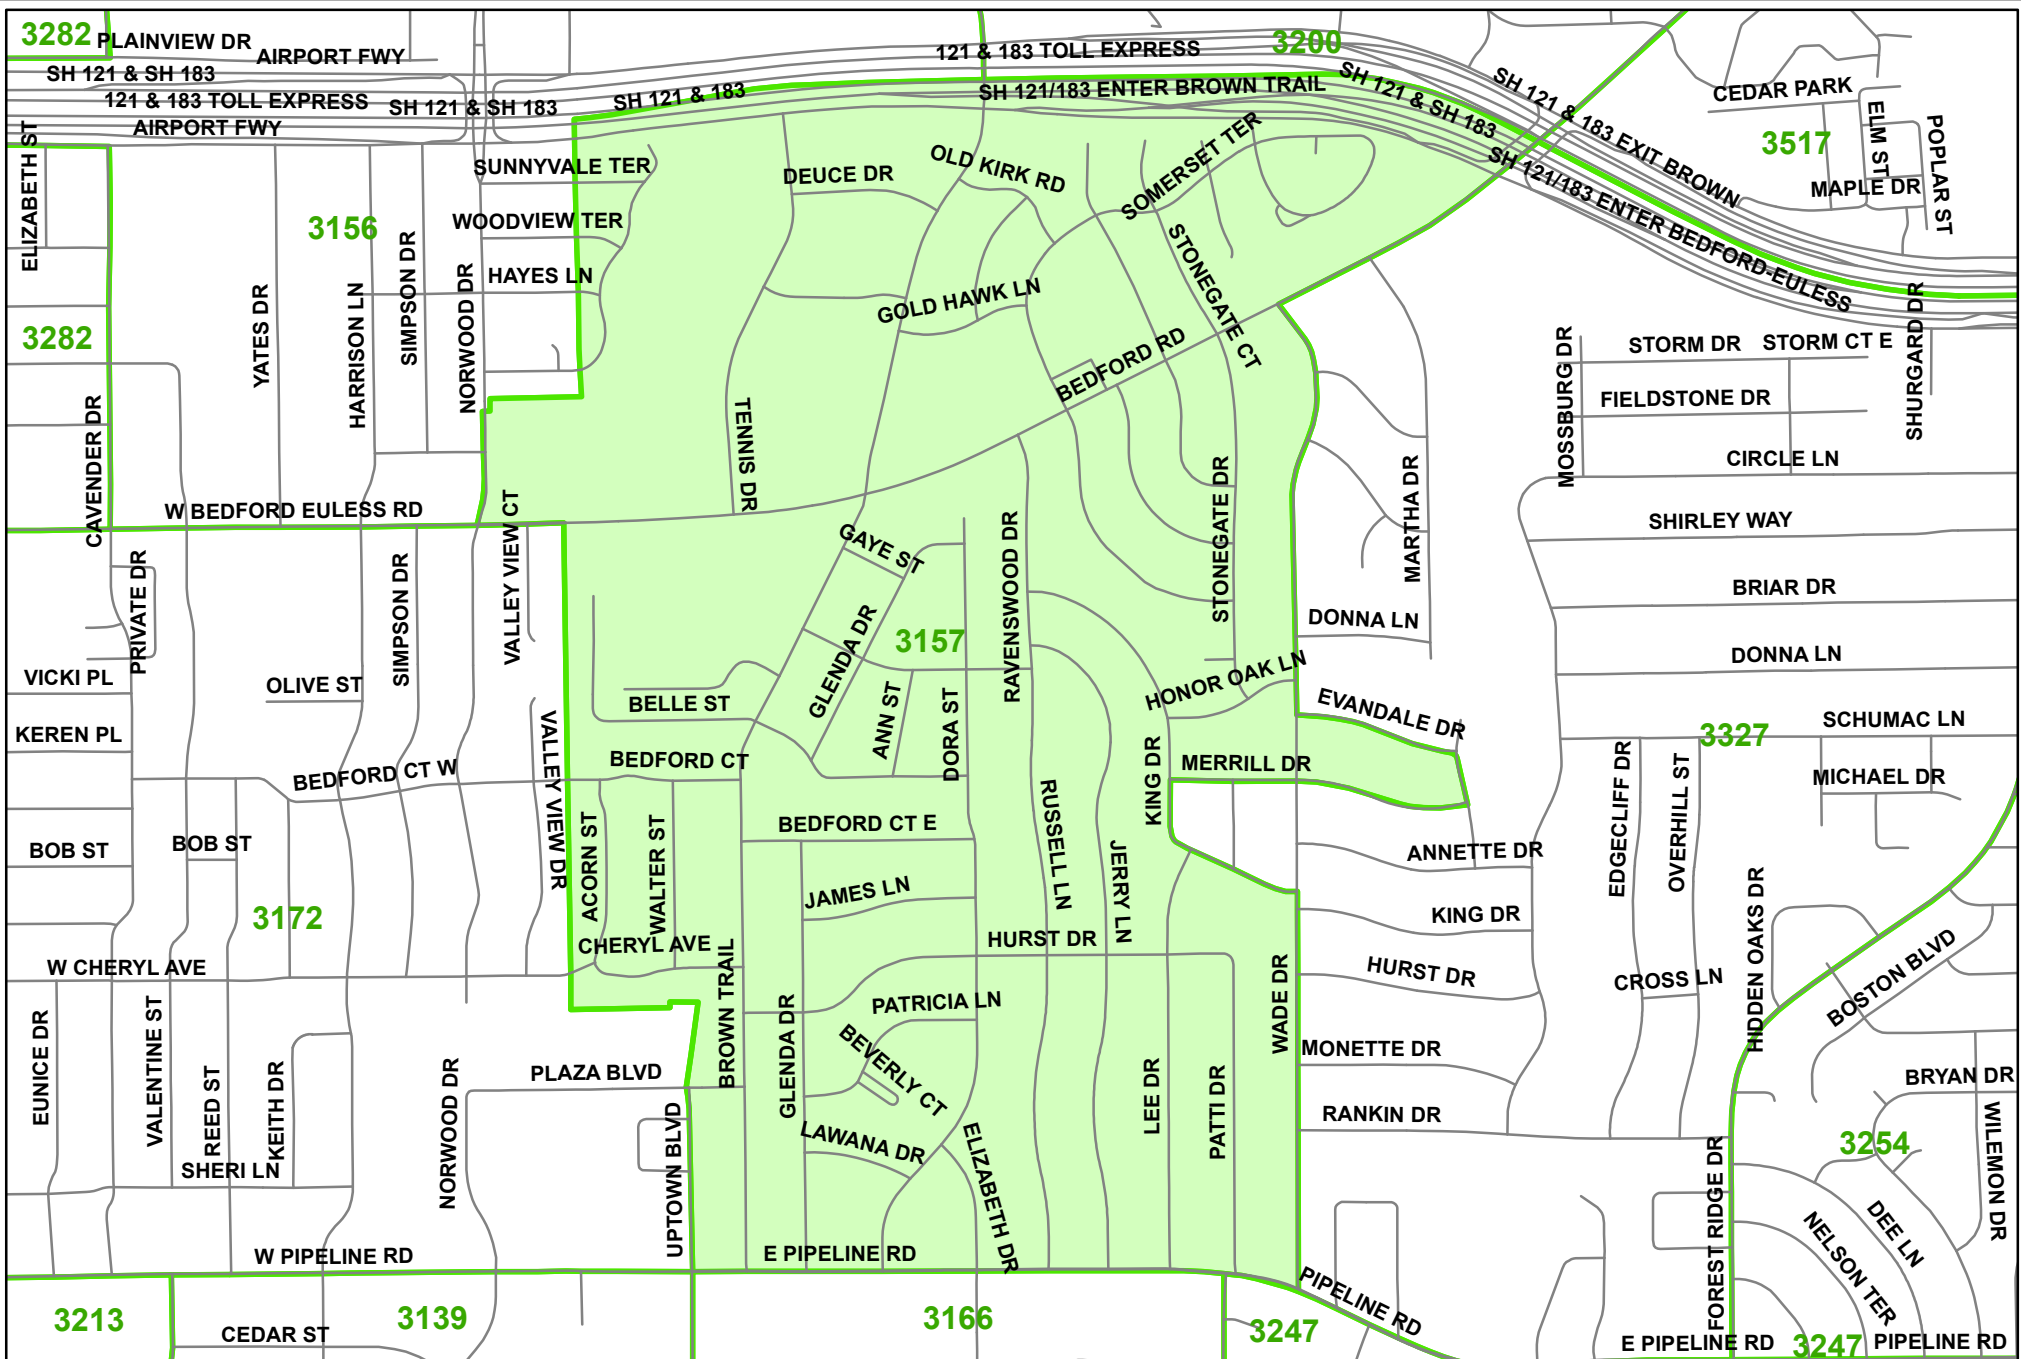 3282
PLAINVIEW DR
AIRPORT FWY
121 & 183 TOLL EXPRESS
3200
SH 121 & SH 183
SH 121 & 183
SH 121/183 ENTER BROWN TRAIL
SH 121 & SH 183
SH 121 & 183 EXIT BROWN
CEDAR PARK
121 & 183 TOLL EXPRESS
SH 121 & SH 183
AIRPORT FWY
ELIZABETH ST
SUNNYVALE TER
DEUCE DR
OLD KIRK RD
SOMERSET TER
SH 121/183 ENTER BEDFORD-EULESS
3517
ELM ST
POPLAR ST
MAPLE DR
3156
WOODVIEW TER
HAYES LN
YATES DR
HARRISON LN
SIMPSON DR
NORWOOD DR
GOLD HAWK LN
STONEGATE CT
BEDFORD RD
3282
CAVENDER DR
TENNIS DR
MOSSBURG DR
STORM DR
STORM CT E
SHURGARD DR
FIELDSTONE DR
CIRCLE LN
W BEDFORD EULESS RD
VALLEY VIEW CT
STONEGATE DR
MARTHA DR
SHIRLEY WAY
PRIVATE DR
SIMPSON DR
GAYE ST
RAVENSWOOD DR
BRIAR DR
GLENDA DR
3157
DONNA LN
DONNA LN
VICKI PL
OLIVE ST
BELLE ST
ANN ST
DORA ST
HONOR OAK LN
EVANDALE DR
KEREN PL
3327
SCHUMAC LN
BEDFORD CT W
VALLEY VIEW DR
BEDFORD CT
KING DR
MERRILL DR
EDGECLIFF DR
OVERHILL ST
MICHAEL DR
BOB ST
BOB ST
ACORN ST
WALTER ST
BEDFORD CT E
RUSSELL LN
JERRY LN
ANNETTE DR
3172
JAMES LN
KING DR
HIDDEN OAKS DR
CHERYL AVE
HURST DR
W CHERYL AVE
BROWN TRAIL
WADE DR
HURST DR
CROSS LN
BOSTON BLVD
EUNICE DR
VALENTINE ST
REED ST
KEITH DR
NORWOOD DR
GLENDA DR
PATRICIA LN
BEVERLY CT
LEE DR
PATTI DR
MONETTE DR
PLAZA BLVD
BRYAN DR
UPTOWN BLVD
LAWANA DR
ELIZABETH DR
RANKIN DR
3254
WILEMON DR
SHERI LN
FOREST RIDGE DR
NELSON TER
DEE LN
W PIPELINE RD
E PIPELINE RD
PIPELINE RD
3213
3139
3166
3247
CEDAR ST
E PIPELINE RD
3247
PIPELINE RD